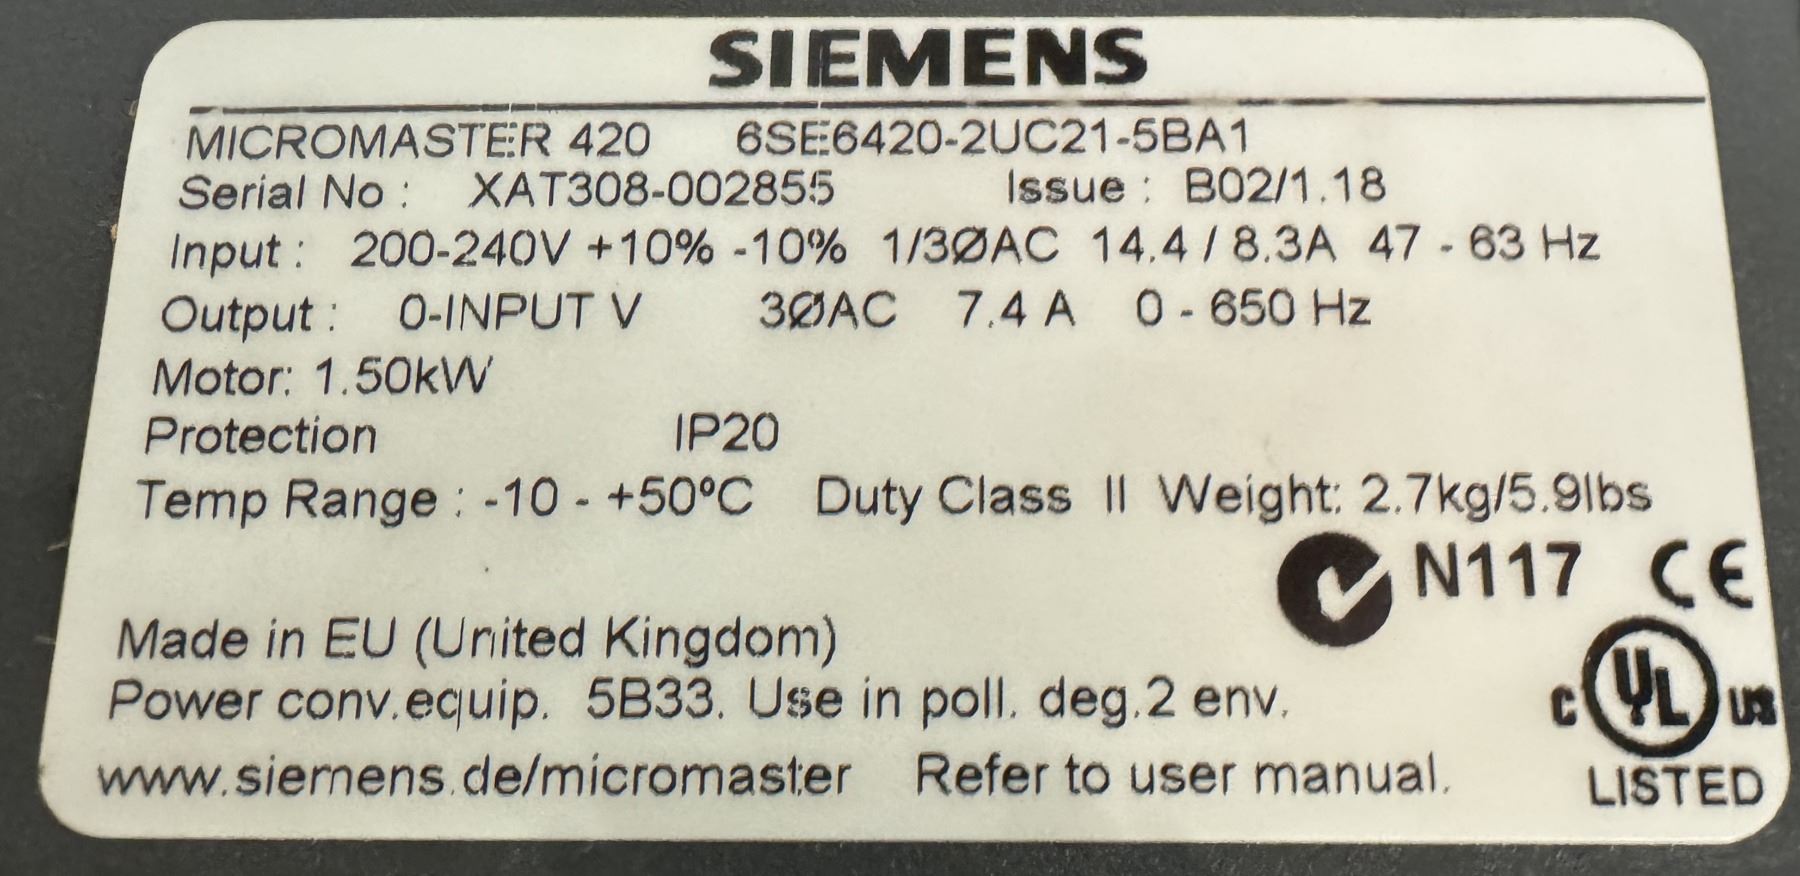 SIEMENS
MICROMASTER 420 6SE6420-2UC21-5BA1
Serial No : XAT308-002855 Issue : B02/1.18
Input : 200-240V +10% -10% 1/3ØAC 14.4 / 8.3A 47 - 63 Hz
Output : 0-INPUT V 3ØAC 7.4 A 0 - 650 Hz
Motor: 1.50kW
Protection IP20
Temp Range : -10 - +50ºC Duty Class II Weight: 2.7kg/5.9lbs
N117 CE
Made in EU (United Kingdom)
Power conv.equip. 5B33. Use in poll. deg.2 env.
C UL US
www.siemens.de/micromaster Refer to user manual.
LISTED